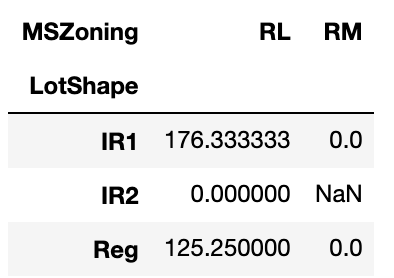 MSZoning RL RM
LotShape
IR1 176.333333 0.0
IR2 0.000000 NaN
Reg 125.250000 0.0